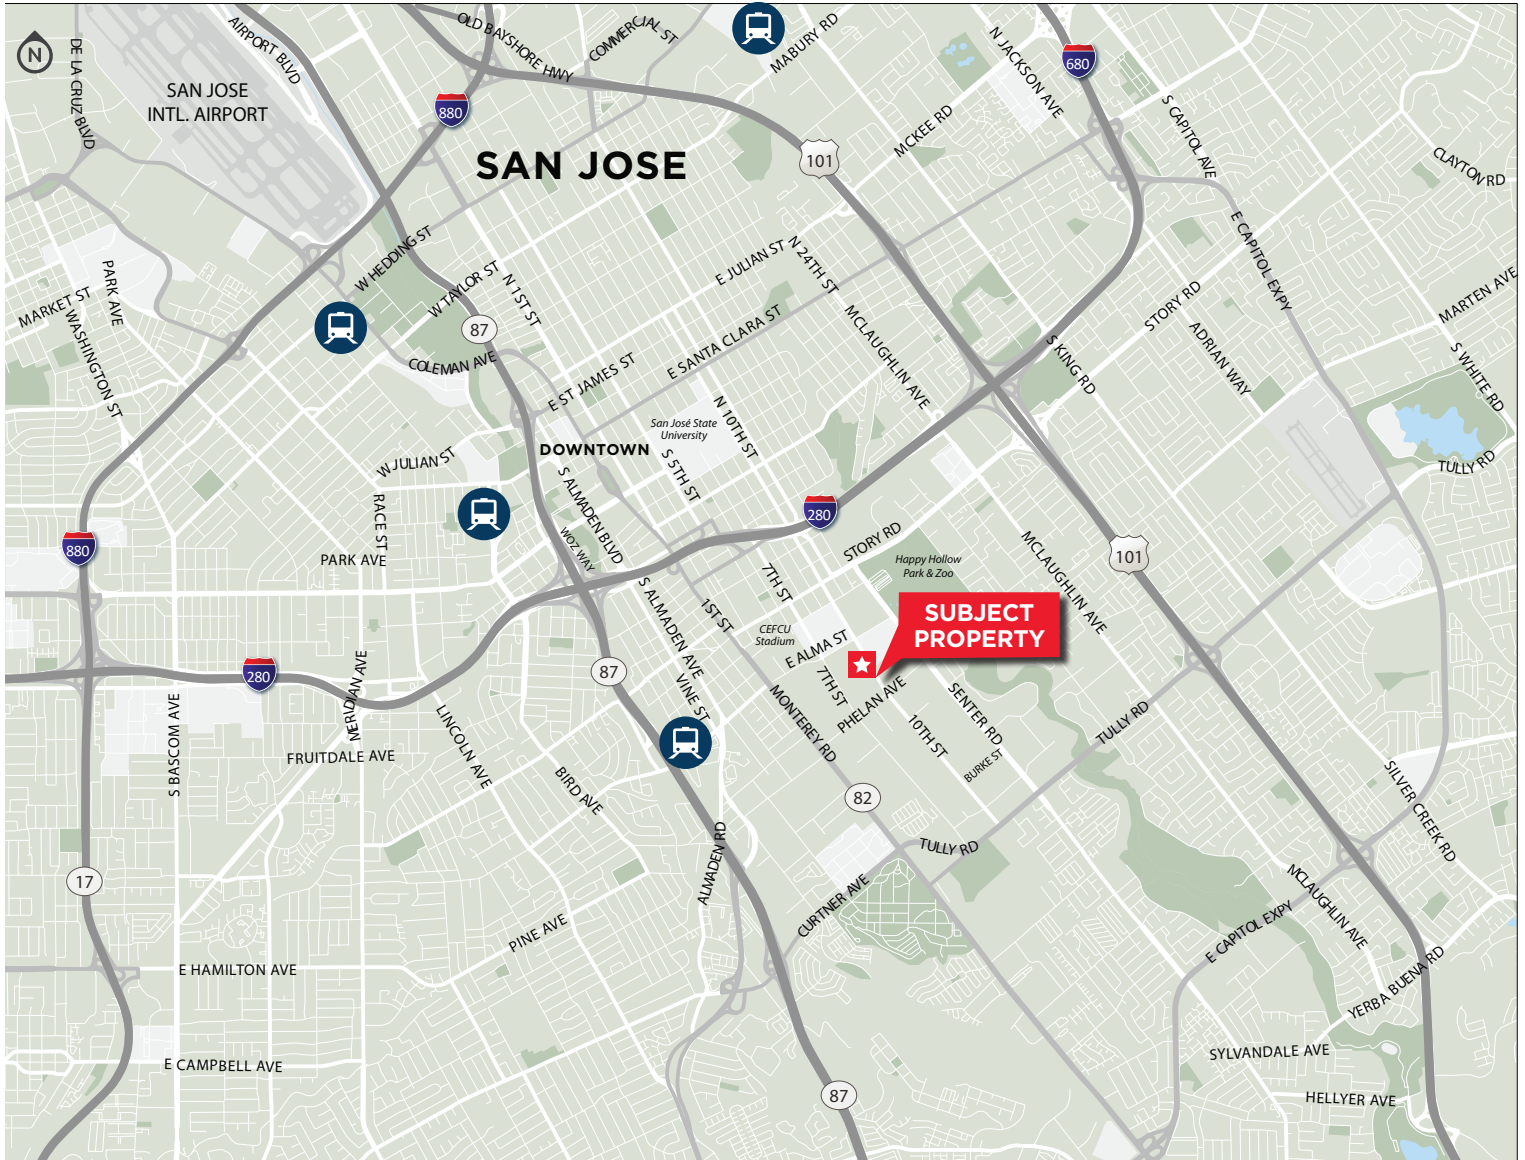 OLD BAYSHORE HWY
COMMERCIAL ST
MABURY RD
AIRPORT BLVD
N JACKSON AVE
N
DE LA CRUZ BLVD
680
SAN JOSE
INTL. AIRPORT
880
S CAPITOL AVE
MCKEE RD
SAN JOSE
101
CLAYTON RD
W HEDDING ST
E CAPITOL EXPY
E JULIAN ST
N 24TH ST
PARK AVE
W TAYLOR ST
N 1ST ST
MARKET ST
STORY RD
MARTEN AVE
WASHINGTON ST
87
E SANTA CLARA ST
MCLAUGHLIN AVE
S KING RD
ADRIAN WAY
COLEMAN AVE
E ST JAMES ST
S WHITE RD
San José State
University
N 10TH ST
DOWNTOWN
W JULIAN ST
S 5TH ST
TULLY RD
S ALMADEN BLVD
RACE ST
280
880
WOZ WAY
STORY RD
MCLAUGHLIN AVE
101
PARK AVE
Happy Hollow
Park & Zoo
7TH ST
S ALMADEN AVE
1ST ST
SUBJECT
PROPERTY
CEFCU
Stadium
E ALMA ST
280
87
MERIDIAN AVE
7TH ST
VINE ST
PHELAN AVE
SENTER RD
S BASCOM AVE
LINCOLN AVE
MONTEREY RD
10TH ST
TULLY RD
FRUITDALE AVE
BURKE ST
BIRD AVE
82
SILVER CREEK RD
ALMADEN RD
TULLY RD
17
CURTNER AVE
MCLAUGHLIN AVE
PINE AVE
E CAPITOL EXPY
E HAMILTON AVE
YERBA BUENA RD
SYLVANDALE AVE
E CAMPBELL AVE
87
HELLYER AVE